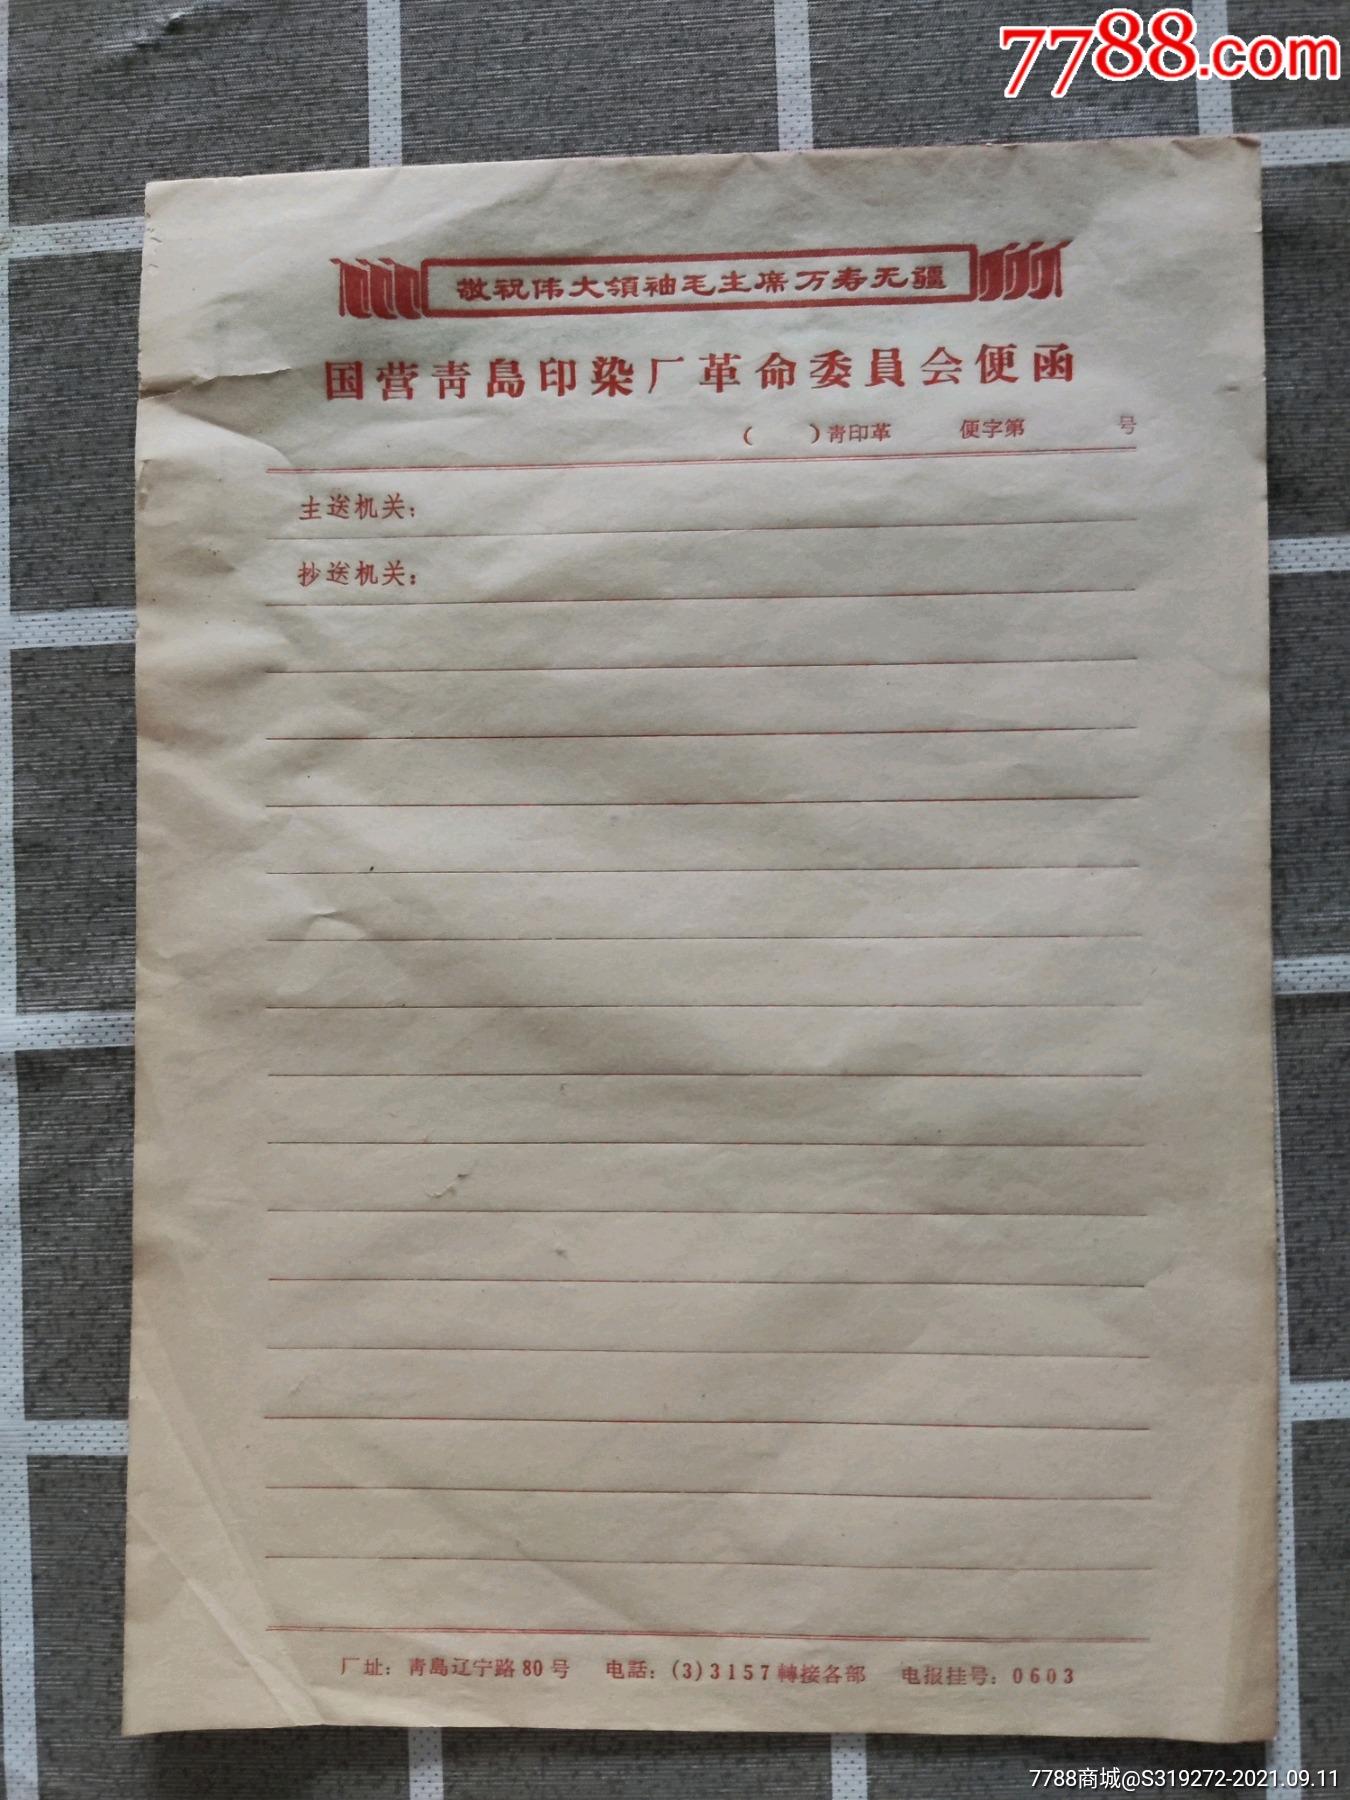 7788.com
敬祝伟大領袖毛主席万寿无疆
国营青島印染厂革命委員会便函
（　　）青印革　　便字第　　　号
主送机关：
抄送机关：
厂址：青島辽宁路80号　电話：(3)3157轉接各部　电报挂号：0603
7788商城@S319272-2021.09.11